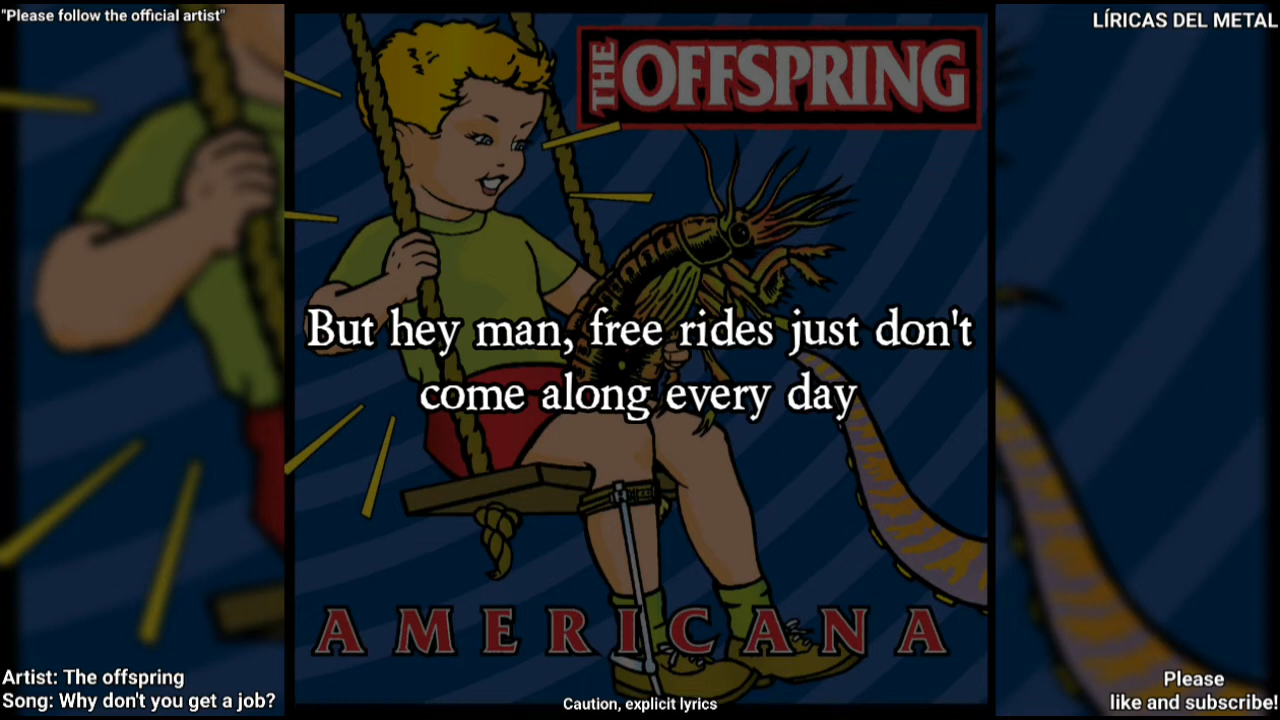 "Please follow the official artist"
LÍRICAS DEL METAL
THE OFFSPRING
But hey man, free rides just don't
come along every day
AMERICANA
Artist: The offspring
Song: Why don't you get a job?
Caution, explicit lyrics
Please
like and subscribe!